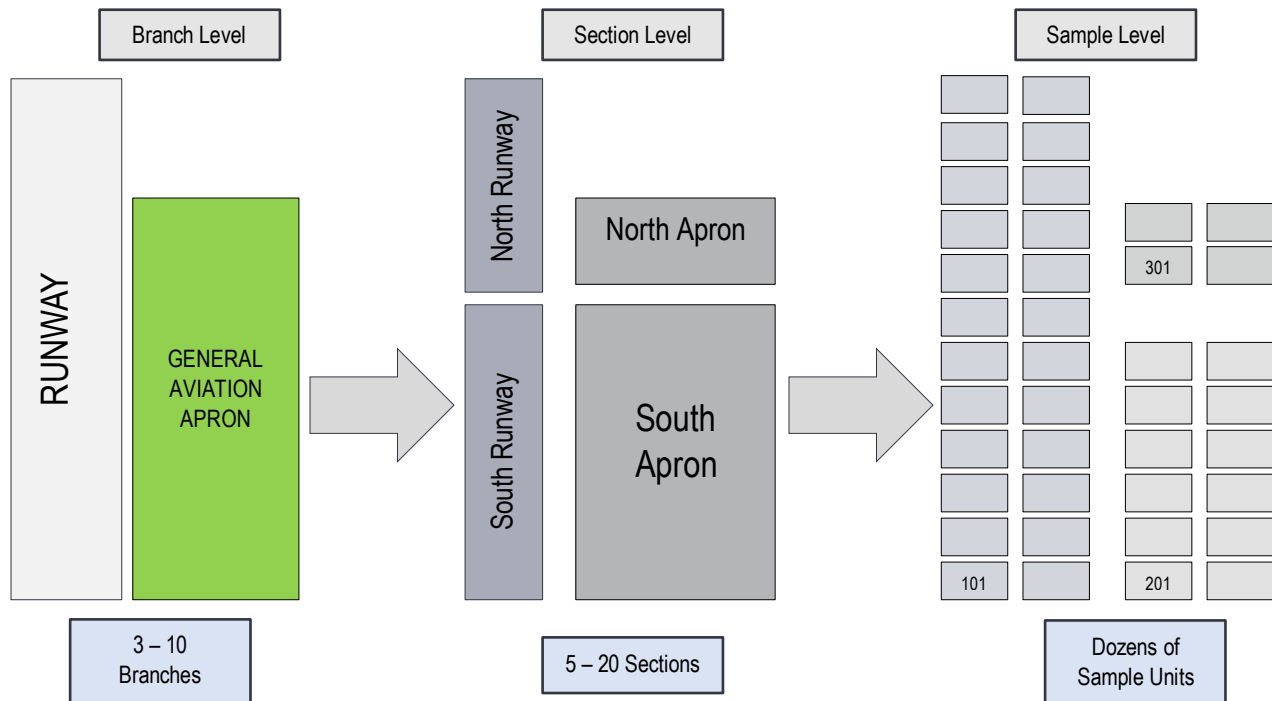 Branch Level
Section Level
Sample Level
RUNWAY
GENERAL
AVIATION
APRON
North Runway
South Runway
North Apron
South
Apron
301
101
201
3 – 10
Branches
5 – 20 Sections
Dozens of
Sample Units